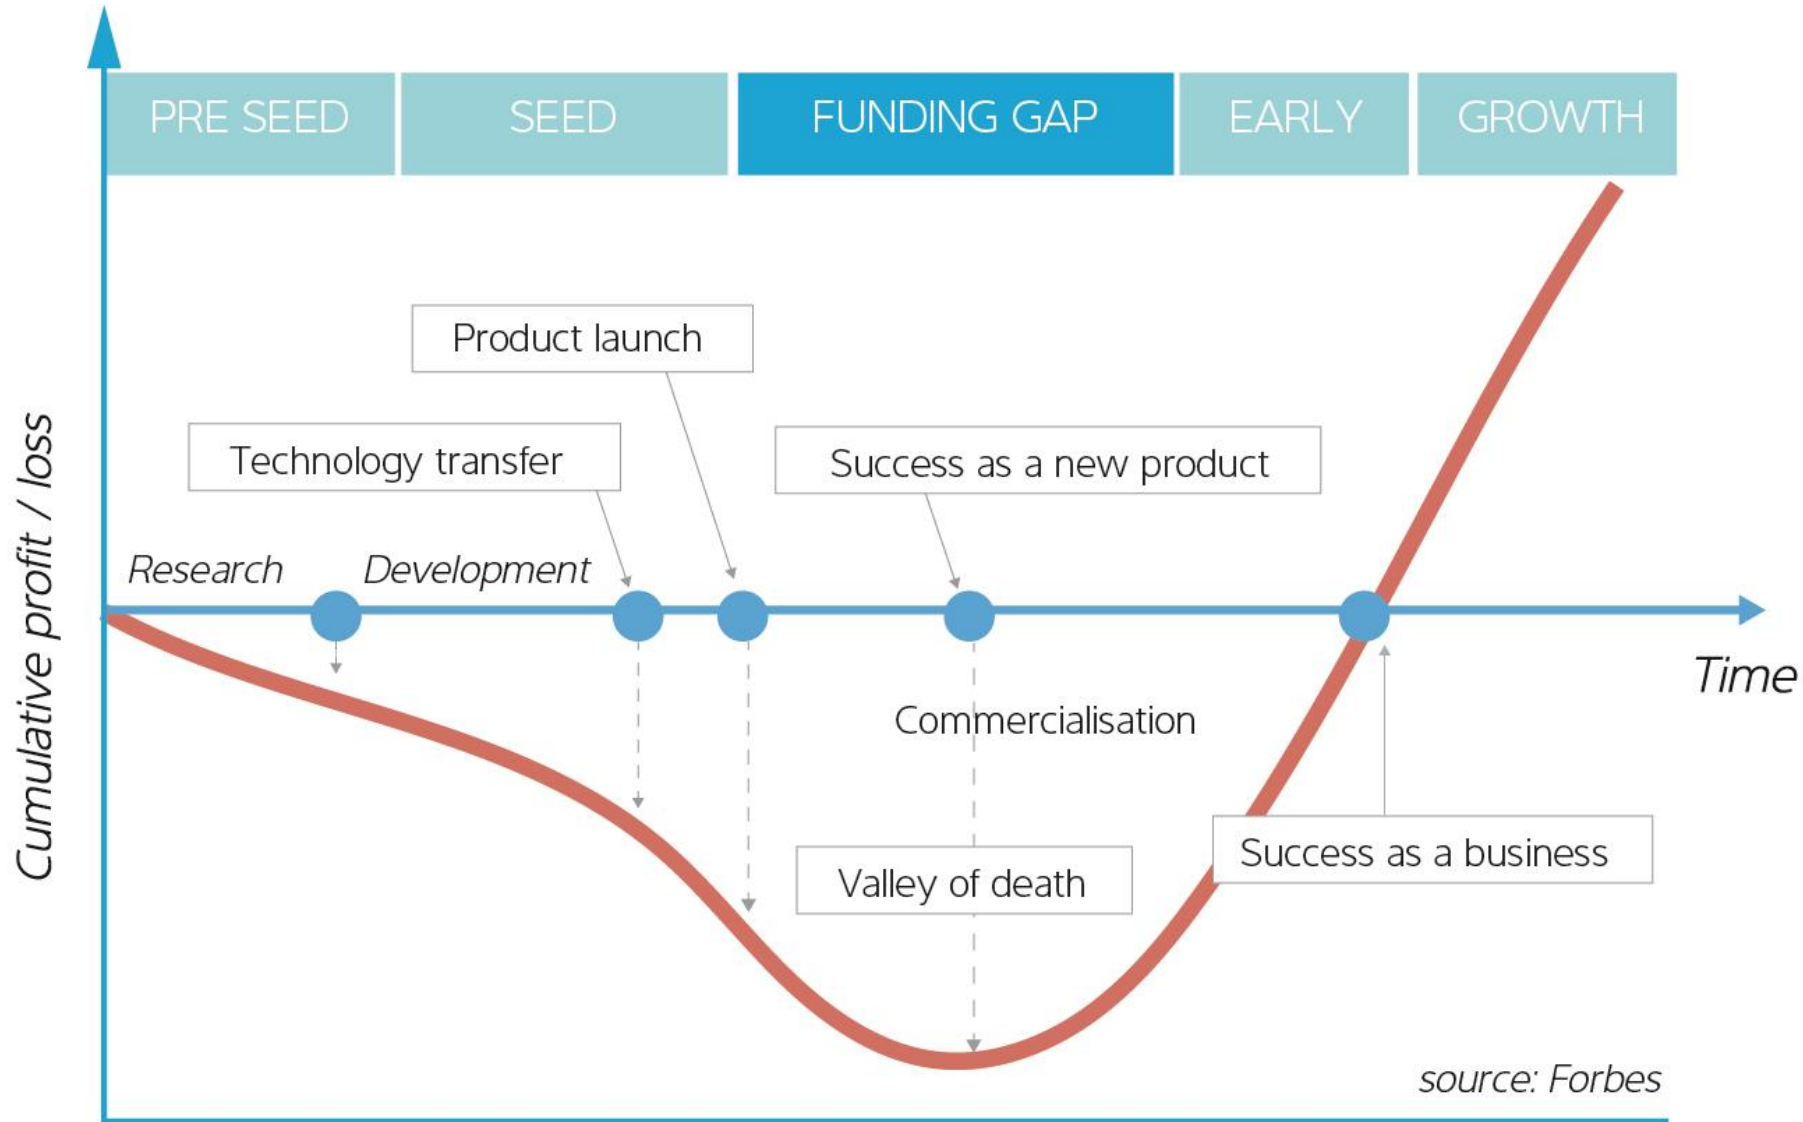 PRE SEED
SEED
FUNDING GAP
EARLY
GROWTH
Product launch
Technology transfer
Success as a new product
Research
Development
Cumulative profit / loss
Time
Commercialisation
Success as a business
Valley of death
source: Forbes